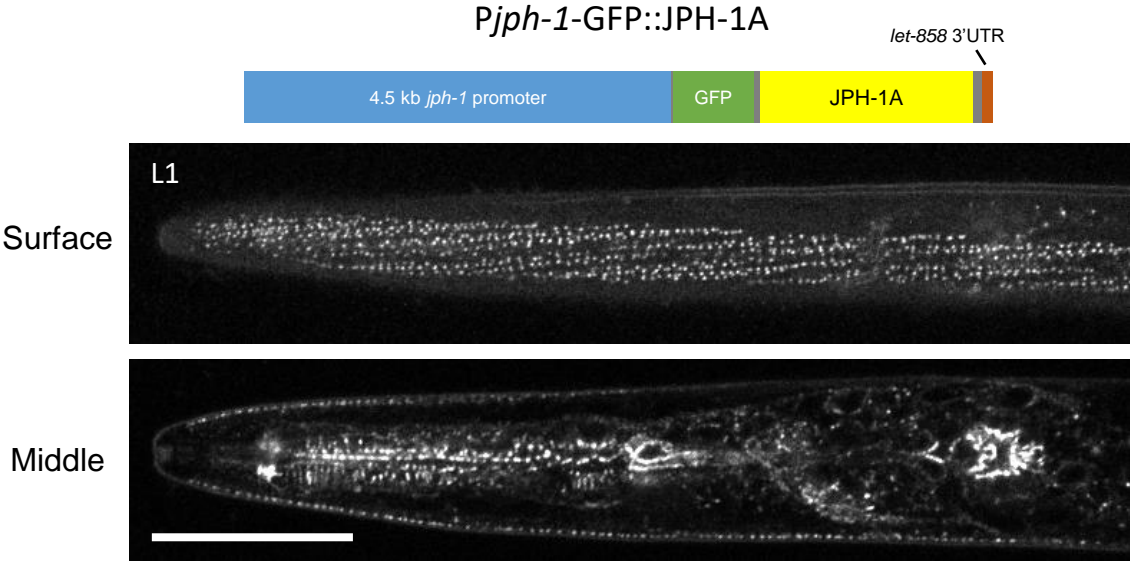 Pjph-1-GFP::JPH-1A
let-858 3’UTR
4.5 kb jph-1 promoter
GFP
JPH-1A
L1
Surface
Middle